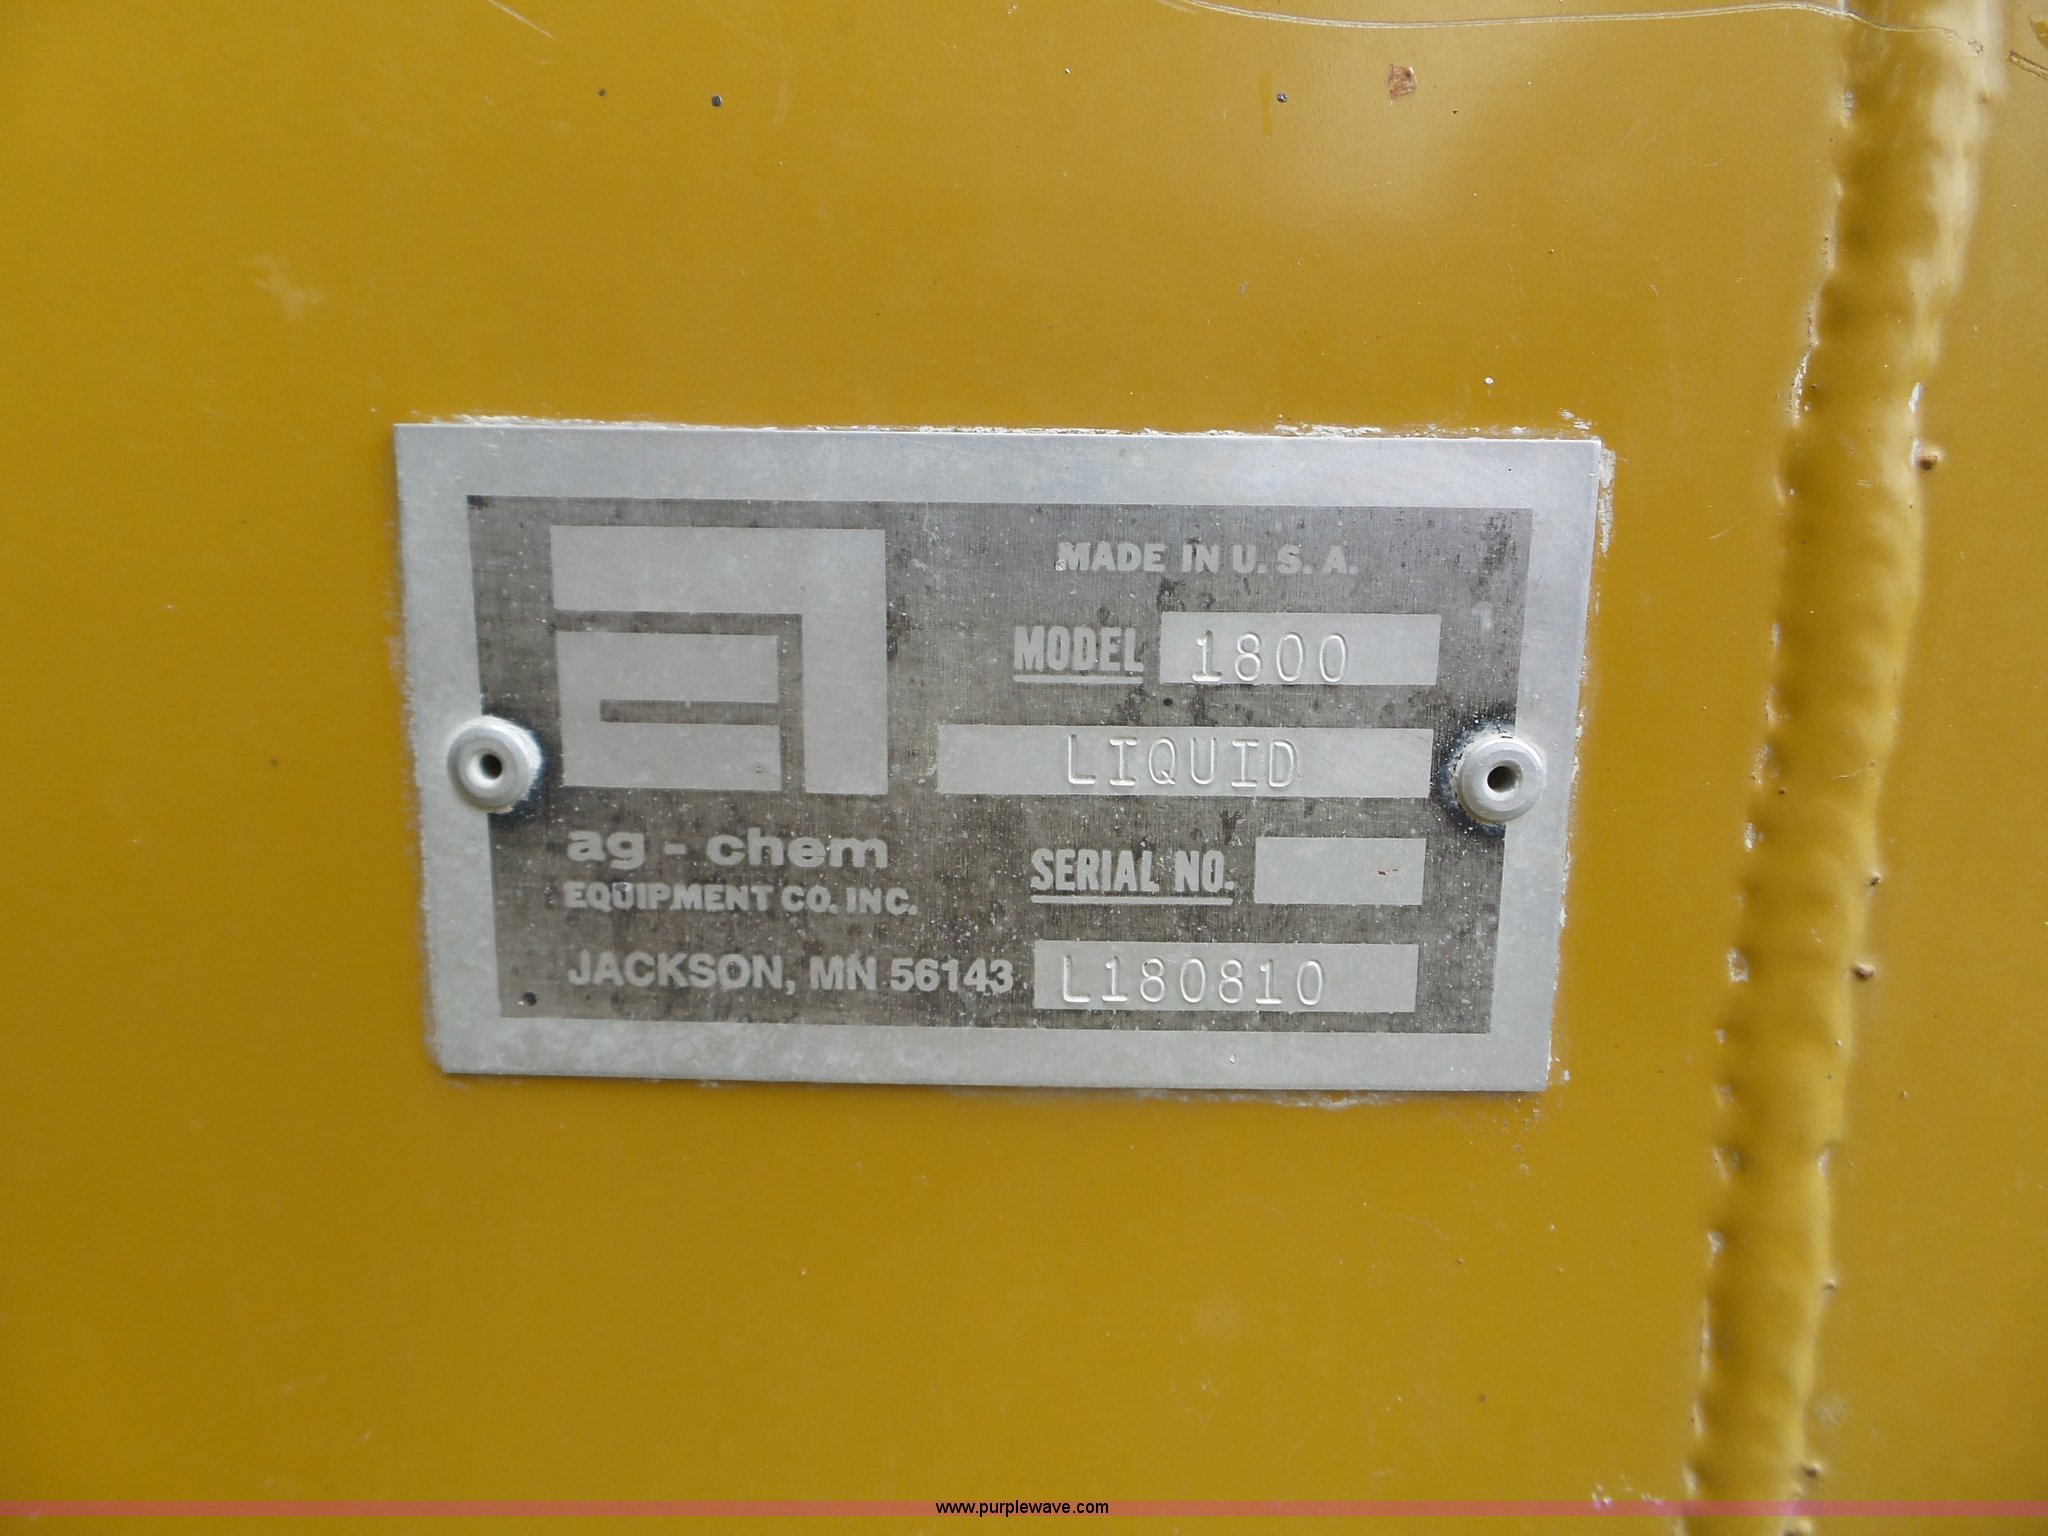 MADE IN U.S.A.
MODEL 1800
LIQUID
ag - chem
EQUIPMENT CO. INC.
SERIAL NO.
JACKSON, MN 56143
L180810
www.purplewave.com